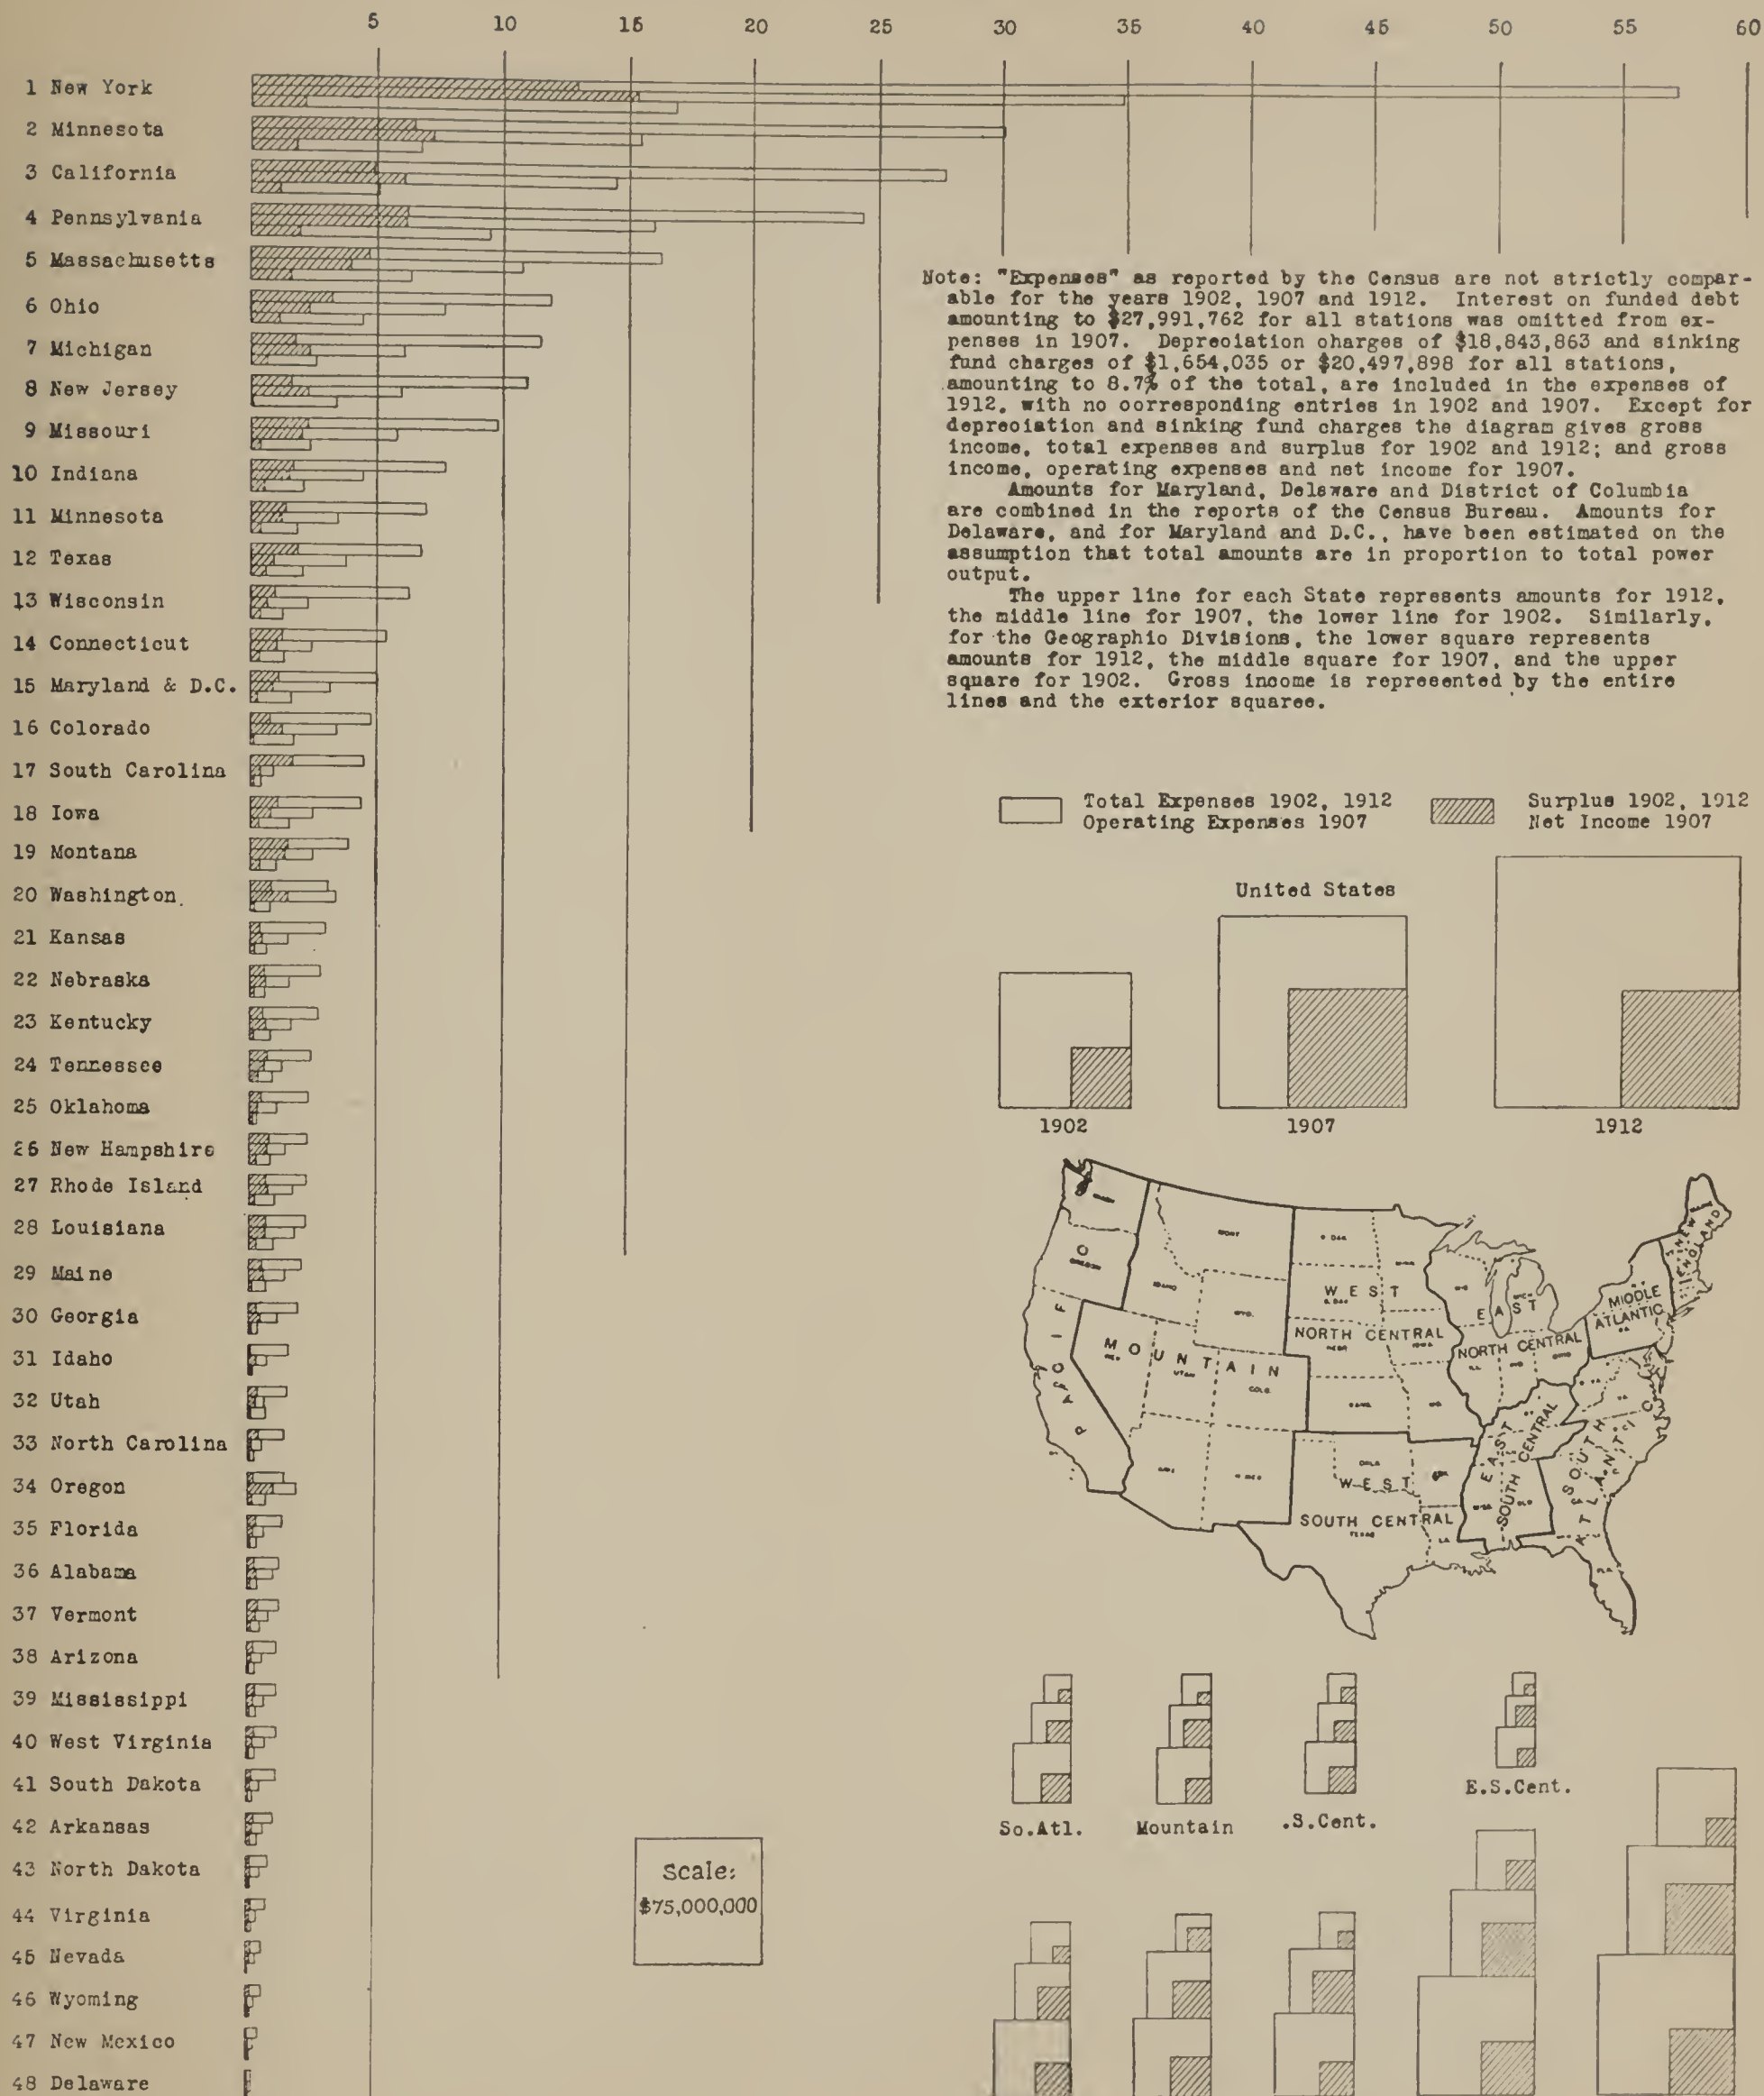 5 10 15 20 25 30 35 40 45 50 55 60
1 New York
2 Minnesota
3 California
4 Pennsylvania
5 Massachusetts
6 Ohio
7 Michigan
8 New Jersey
9 Missouri
10 Indiana
11 Minnesota
12 Texas
13 Wisconsin
14 Connecticut
15 Maryland & D.C.
16 Colorado
17 South Carolina
18 Iowa
19 Montana
20 Washington
21 Kansas
22 Nebraska
23 Kentucky
24 Tennessee
25 Oklahoma
26 New Hampshire
27 Rhode Island
28 Louisiana
29 Maine
30 Georgia
31 Idaho
32 Utah
33 North Carolina
34 Oregon
35 Florida
36 Alabama
37 Vermont
38 Arizona
39 Mississippi
40 West Virginia
41 South Dakota
42 Arkansas
43 North Dakota
44 Virginia
45 Nevada
46 Wyoming
47 New Mexico
48 Delaware
Note: "Expenses" as reported by the Census are not strictly compar-
able for the years 1902, 1907 and 1912. Interest on funded debt
amounting to $27,991,762 for all stations was omitted from ex-
penses in 1907. Depreciation charges of $18,843,863 and sinking
fund charges of $1,654,035 or $20,497,898 for all stations,
amounting to 8.7% of the total, are included in the expenses of
1912, with no corresponding entries in 1902 and 1907. Except for
depreciation and sinking fund charges the diagram gives gross
income, total expenses and surplus for 1902 and 1912; and gross
income, operating expenses and net income for 1907.
Amounts for Maryland, Delaware and District of Columbia
are combined in the reports of the Census Bureau. Amounts for
Delaware, and for Maryland and D.C., have been estimated on the
assumption that total amounts are in proportion to total power
output.
The upper line for each State represents amounts for 1912,
the middle line for 1907, the lower line for 1902. Similarly,
for the Geographic Divisions, the lower square represents
amounts for 1912, the middle square for 1907, and the upper
square for 1902. Gross income is represented by the entire
lines and the exterior squares.
Total Expenses 1902, 1912
Operating Expenses 1907
Surplus 1902, 1912
Net Income 1907
United States
1902 1907 1912
PACIFIC
OREGON
MOUNTAIN
MONT
IDAHO
WYO.
UTAH
COLO.
WEST
NORTH CENTRAL
EAST
NORTH CENTRAL
MIDDLE
ATLANTIC
NEW
ENGLAND
WEST
SOUTH CENTRAL
TEXAS
OKLA
LA
EAST
SOUTH CENTRAL
SOUTH
ATLANTIC
FLA
So.Atl.
Mountain
.S.Cent.
E.S.Cent.
Scale:
$75,000,000